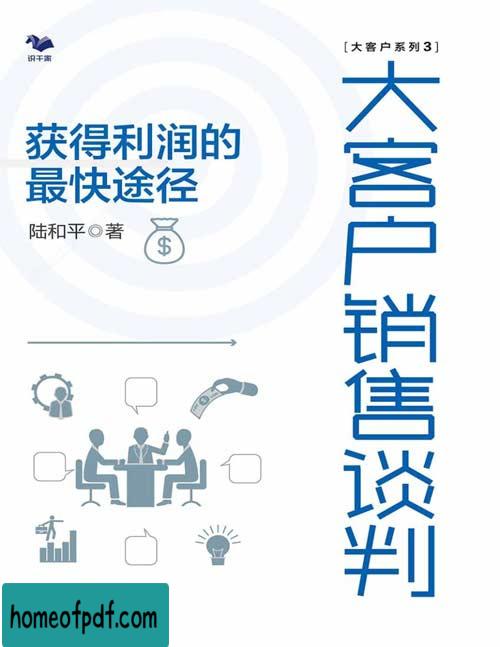 识干家
[大客户系列3]
大客户销售谈判
获得利润的
最快途径
陆和平◎著
$
homeofpdf.com